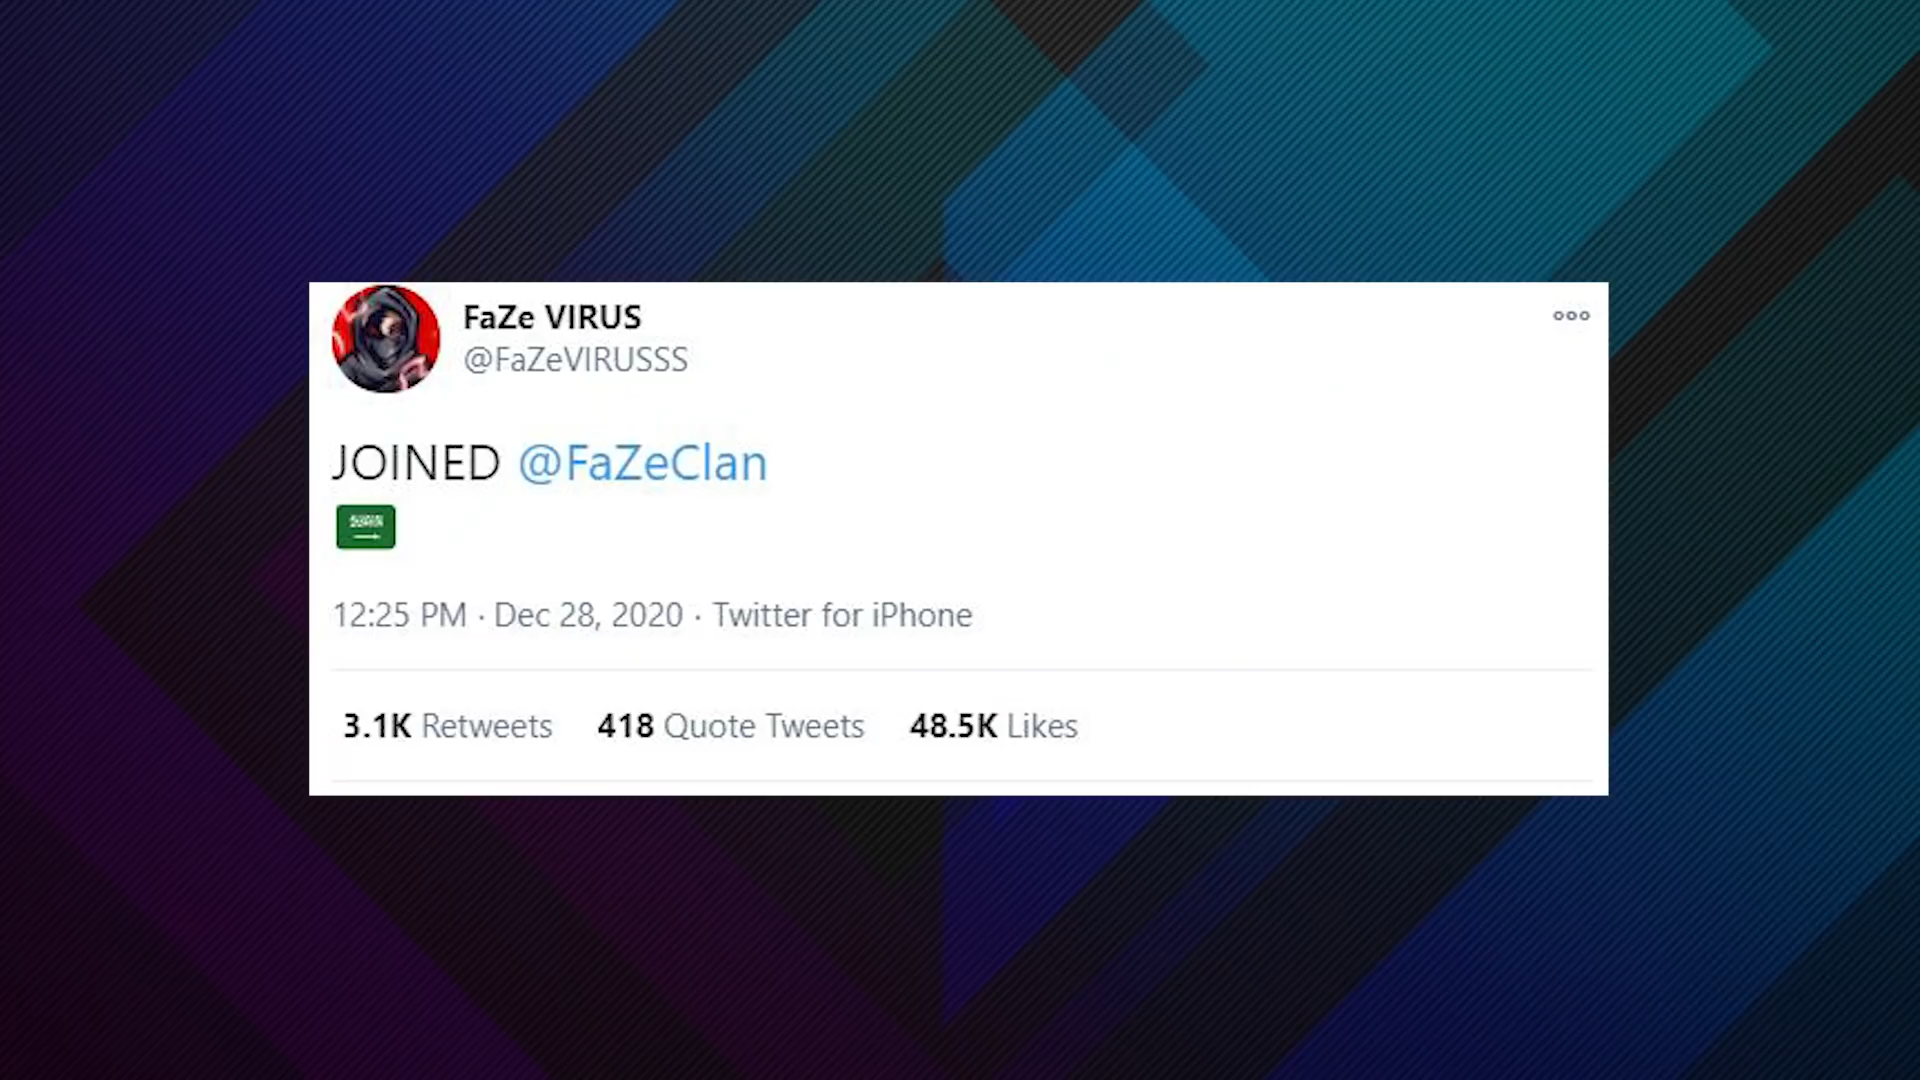 FaZe VIRUS
@FaZeVIRUSSS
JOINED @FaZeClan
12:25 PM · Dec 28, 2020 · Twitter for iPhone
3.1K Retweets 418 Quote Tweets 48.5K Likes